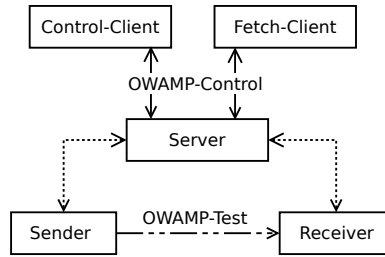 Control-Client
Fetch-Client
OWAMP-Control
Server
OWAMP-Test
Sender
Receiver